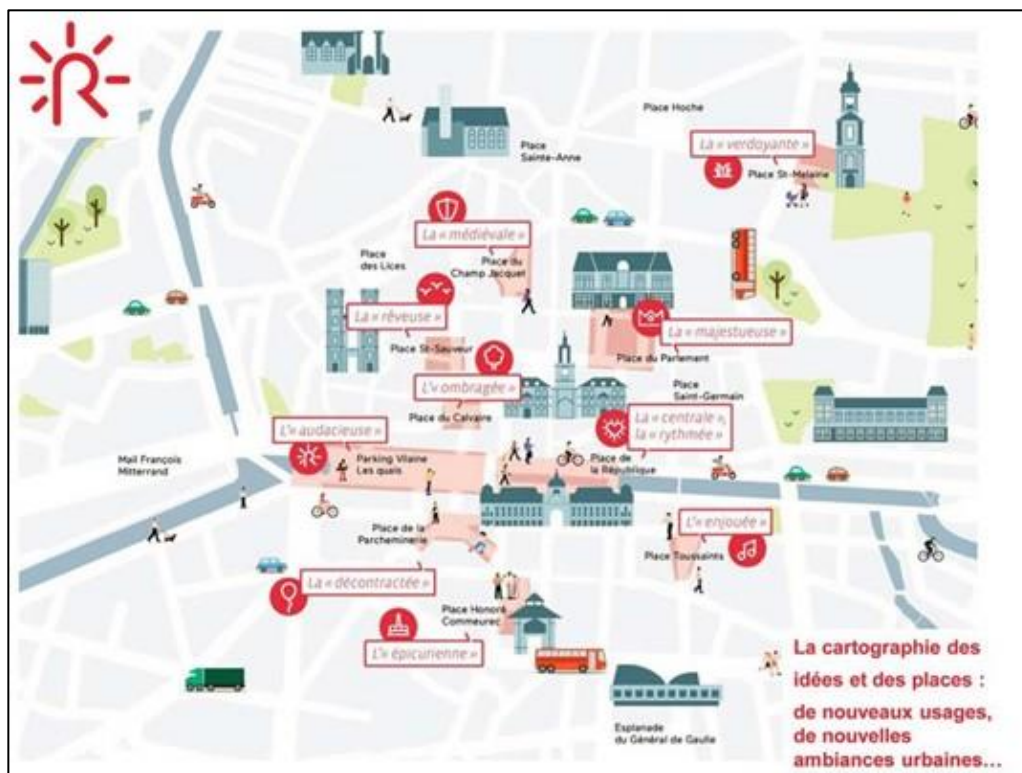 R
Place Hoche
La « verdoyante »
Place St-Melaine
Place
Sainte-Anne
La « médiévale »
Place du
Champ Jacquet
Place
des Lices
La « rêveuse »
Place St-Sauveur
La « majestueuse »
Place du Parlement
L'« ombragée »
Place du Calvaire
Place
Saint-Germain
La « centrale »,
la « rythmée »
Place de
la République
L'« audacieuse »
Parking Vilaine
Les quais
Mail François
Mitterrand
Place de la
Parcheminerie
La « décontractée »
L'« enjouée »
Place Toussaints
Place Honoré
Commeurec
L'« épicurienne »
Esplanade
du Général de Gaulle
La cartographie des
idées et des places :
de nouveaux usages,
de nouvelles
ambiances urbaines…